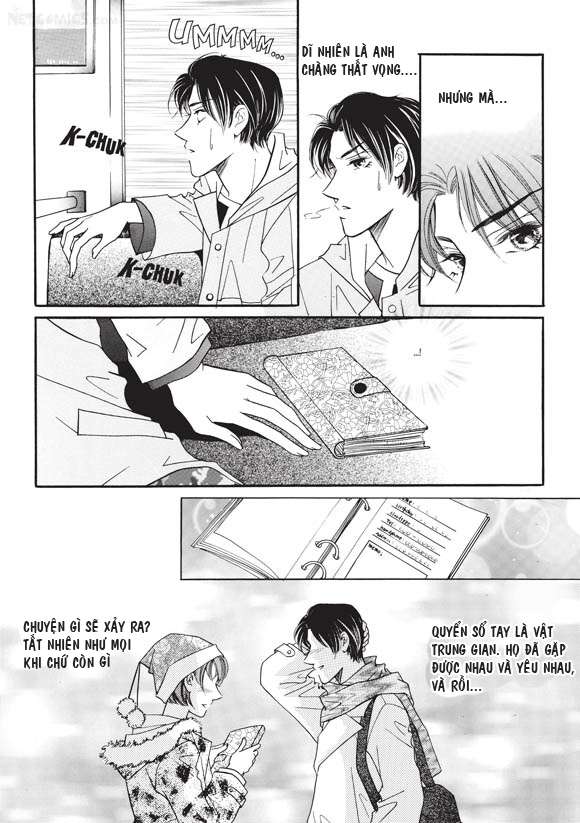 NETCOMICS.COM
UMMMM...
K-CHUK
K-CHUK
DĨ NHIÊN LÀ ANH
CHÀNG THẤT VỌNG....
NHƯNG MÀ...
...!
CHUYỆN GÌ SẼ XẢY RA?
TẤT NHIÊN NHƯ MỌI
KHI CHỨ CÒN GÌ
QUYỂN SỔ TAY LÀ VẬT
TRUNG GIAN. HỌ ĐÃ GẶP
ĐƯỢC NHAU VÀ YÊU NHAU,
VÀ RỒI...